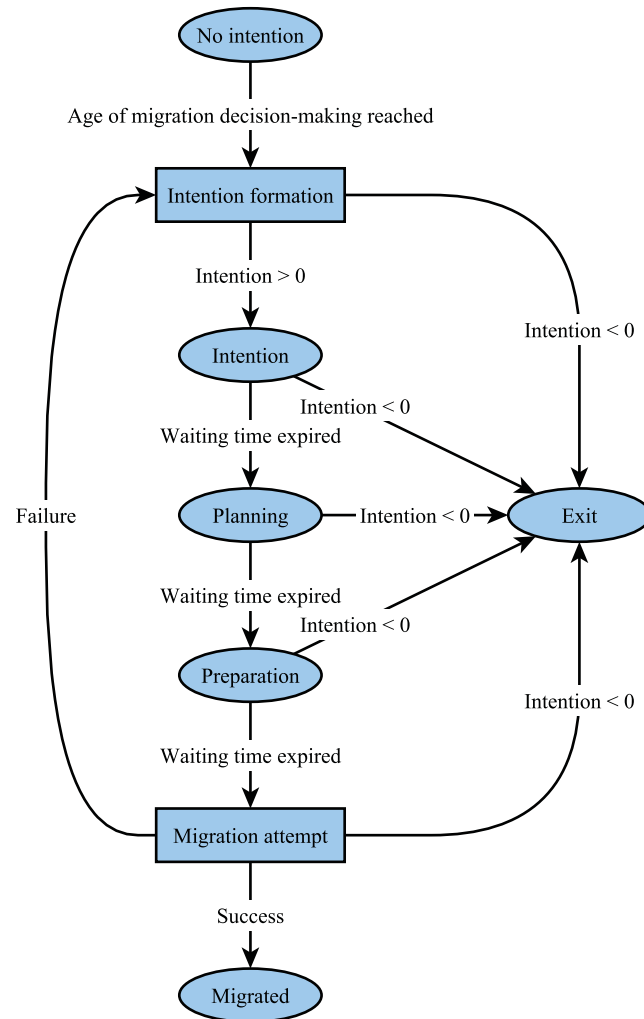 No intention
Age of migration decision-making reached
Intention formation
Intention > 0
Intention < 0
Intention
Intention < 0
Waiting time expired
Failure
Planning
Intention < 0
Exit
Waiting time expired
Intention < 0
Preparation
Intention < 0
Waiting time expired
Migration attempt
Success
Migrated